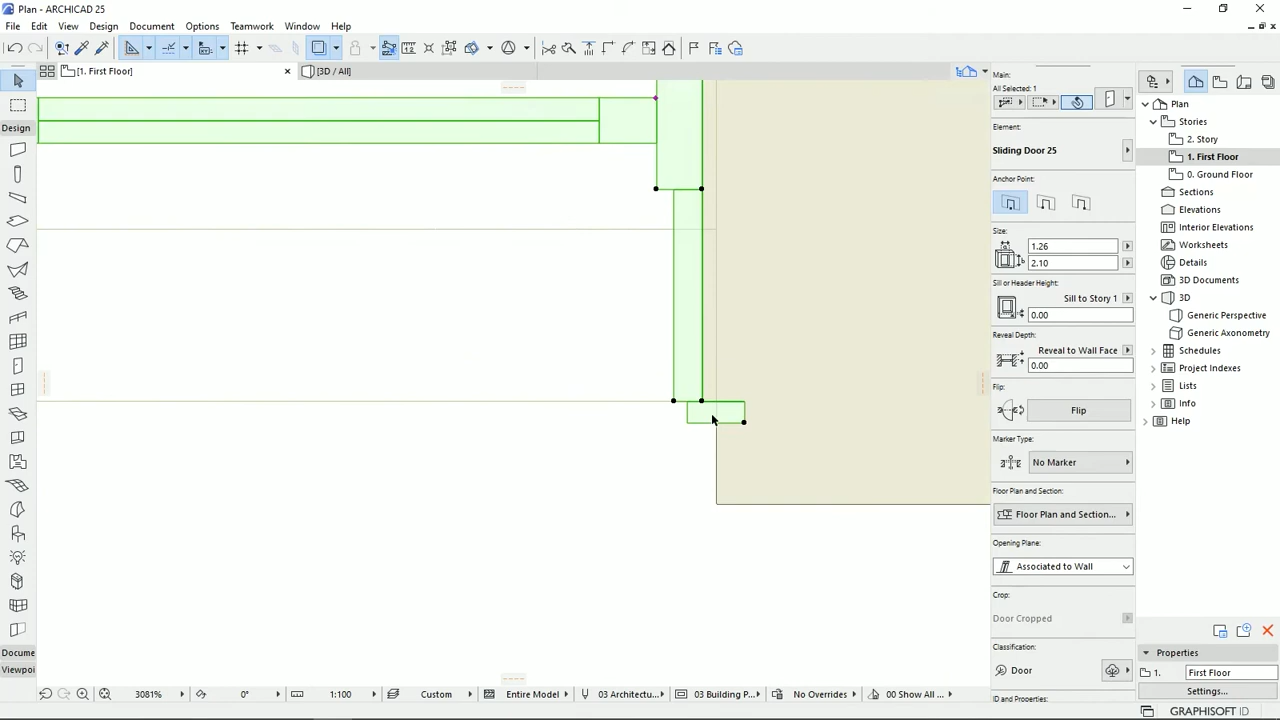 Plan - ARCHICAD 25
File Edit View Design Document Options Teamwork Window Help
[1. First Floor]
[3D / All]
Main:
All Selected: 1
Element:
Sliding Door 25
Anchor Point:
Size:
1.26
2.10
Sill or Header Height:
Sill to Story 1
0.00
Reveal Depth:
Reveal to Wall Face
0.00
Flip:
Flip
Marker Type:
No Marker
Floor Plan and Section:
Floor Plan and Section...
Opening Plane:
Associated to Wall
Crop:
Door Cropped
Classification:
Door
ID and Properties:
Design
Docume
Viewpoi
Plan
Stories
2. Story
1. First Floor
0. Ground Floor
Sections
Elevations
Interior Elevations
Worksheets
Details
3D Documents
3D
Generic Perspective
Generic Axonometry
Schedules
Project Indexes
Lists
Info
Help
Properties
1.
First Floor
Settings...
3081%
0°
1:100
Custom
Entire Model
03 Architectu...
03 Building P...
No Overrides
00 Show All ...
GRAPHISOFT ID